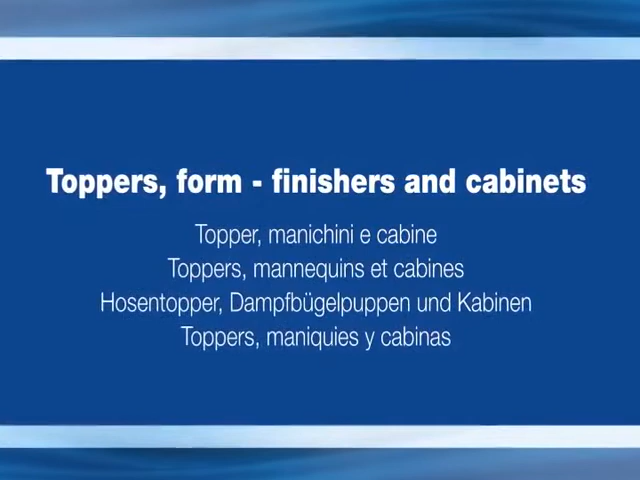 Toppers, form - finishers and cabinets
Topper, manichini e cabine
Toppers, mannequins et cabines
Hosentopper, Dampfbügelpuppen und Kabinen
Toppers, maniquies y cabinas